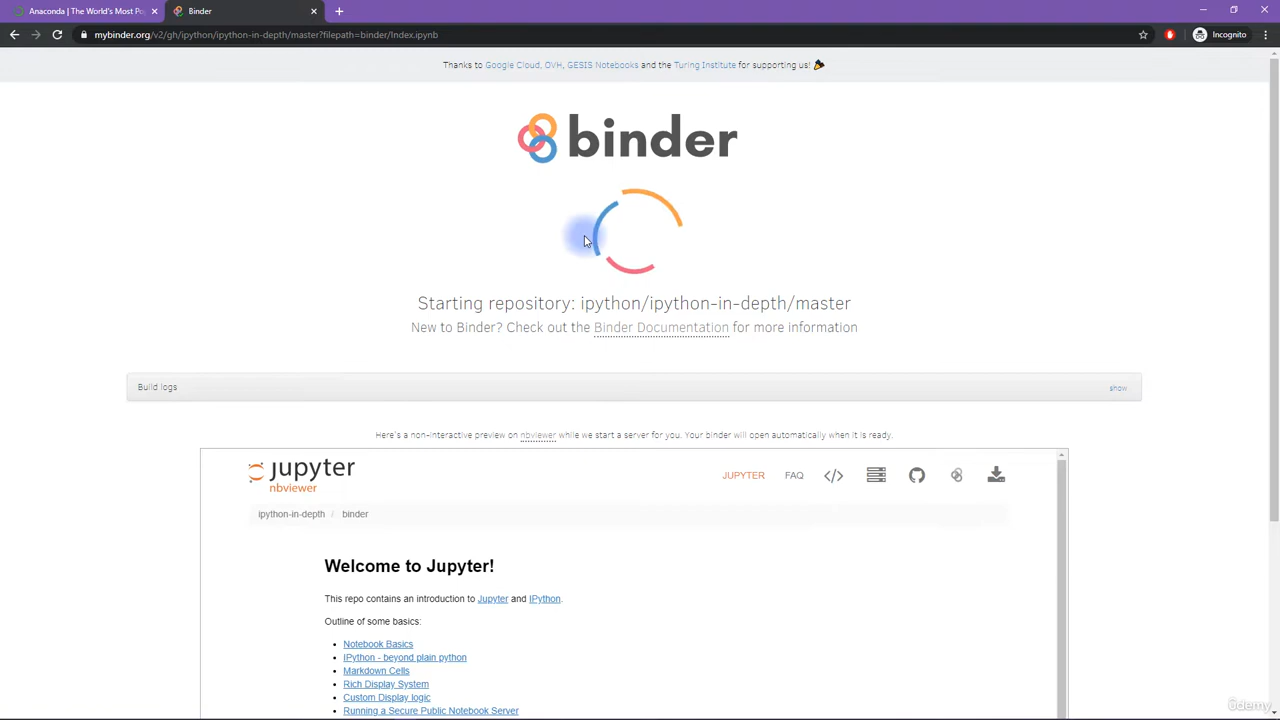 Anaconda | The World's Most Po
Binder
mybinder.org/v2/gh/ipython/ipython-in-depth/master?filepath=binder/Index.ipynb
Incognito
Thanks to Google Cloud, OVH, GESIS Notebooks and the Turing Institute for supporting us! 🎉
binder
Starting repository: ipython/ipython-in-depth/master
New to Binder? Check out the Binder Documentation for more information
Build logs
show
Here's a non-interactive preview on nbviewer while we start a server for you. Your binder will open automatically when it is ready.
jupyter
nbviewer
JUPYTER
FAQ
</>
ipython-in-depth / binder
Welcome to Jupyter!
This repo contains an introduction to Jupyter and IPython.
Outline of some basics:
• Notebook Basics
• IPython - beyond plain python
• Markdown Cells
• Rich Display System
• Custom Display logic
• Running a Secure Public Notebook Server
ûdemy